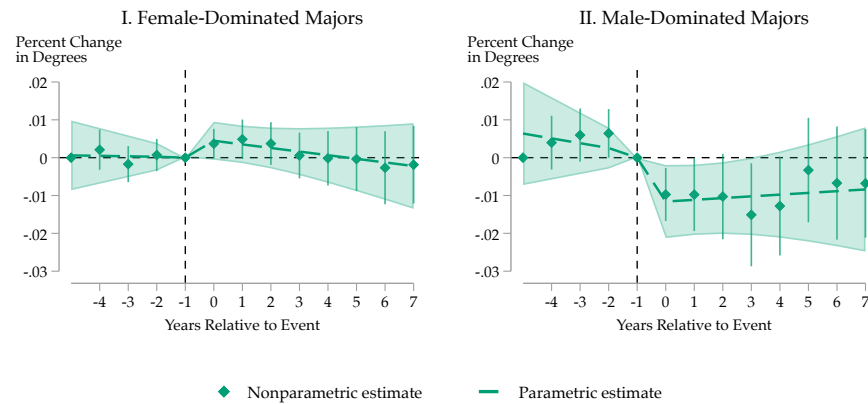 I. Female-Dominated Majors
Percent Change
in Degrees
.02
.01
0
-.01
-.02
-.03
-4 -3 -2 -1 0 1 2 3 4 5 6 7
Years Relative to Event
II. Male-Dominated Majors
Percent Change
in Degrees
.02
.01
0
-.01
-.02
-.03
-4 -3 -2 -1 0 1 2 3 4 5 6 7
Years Relative to Event
Nonparametric estimate Parametric estimate